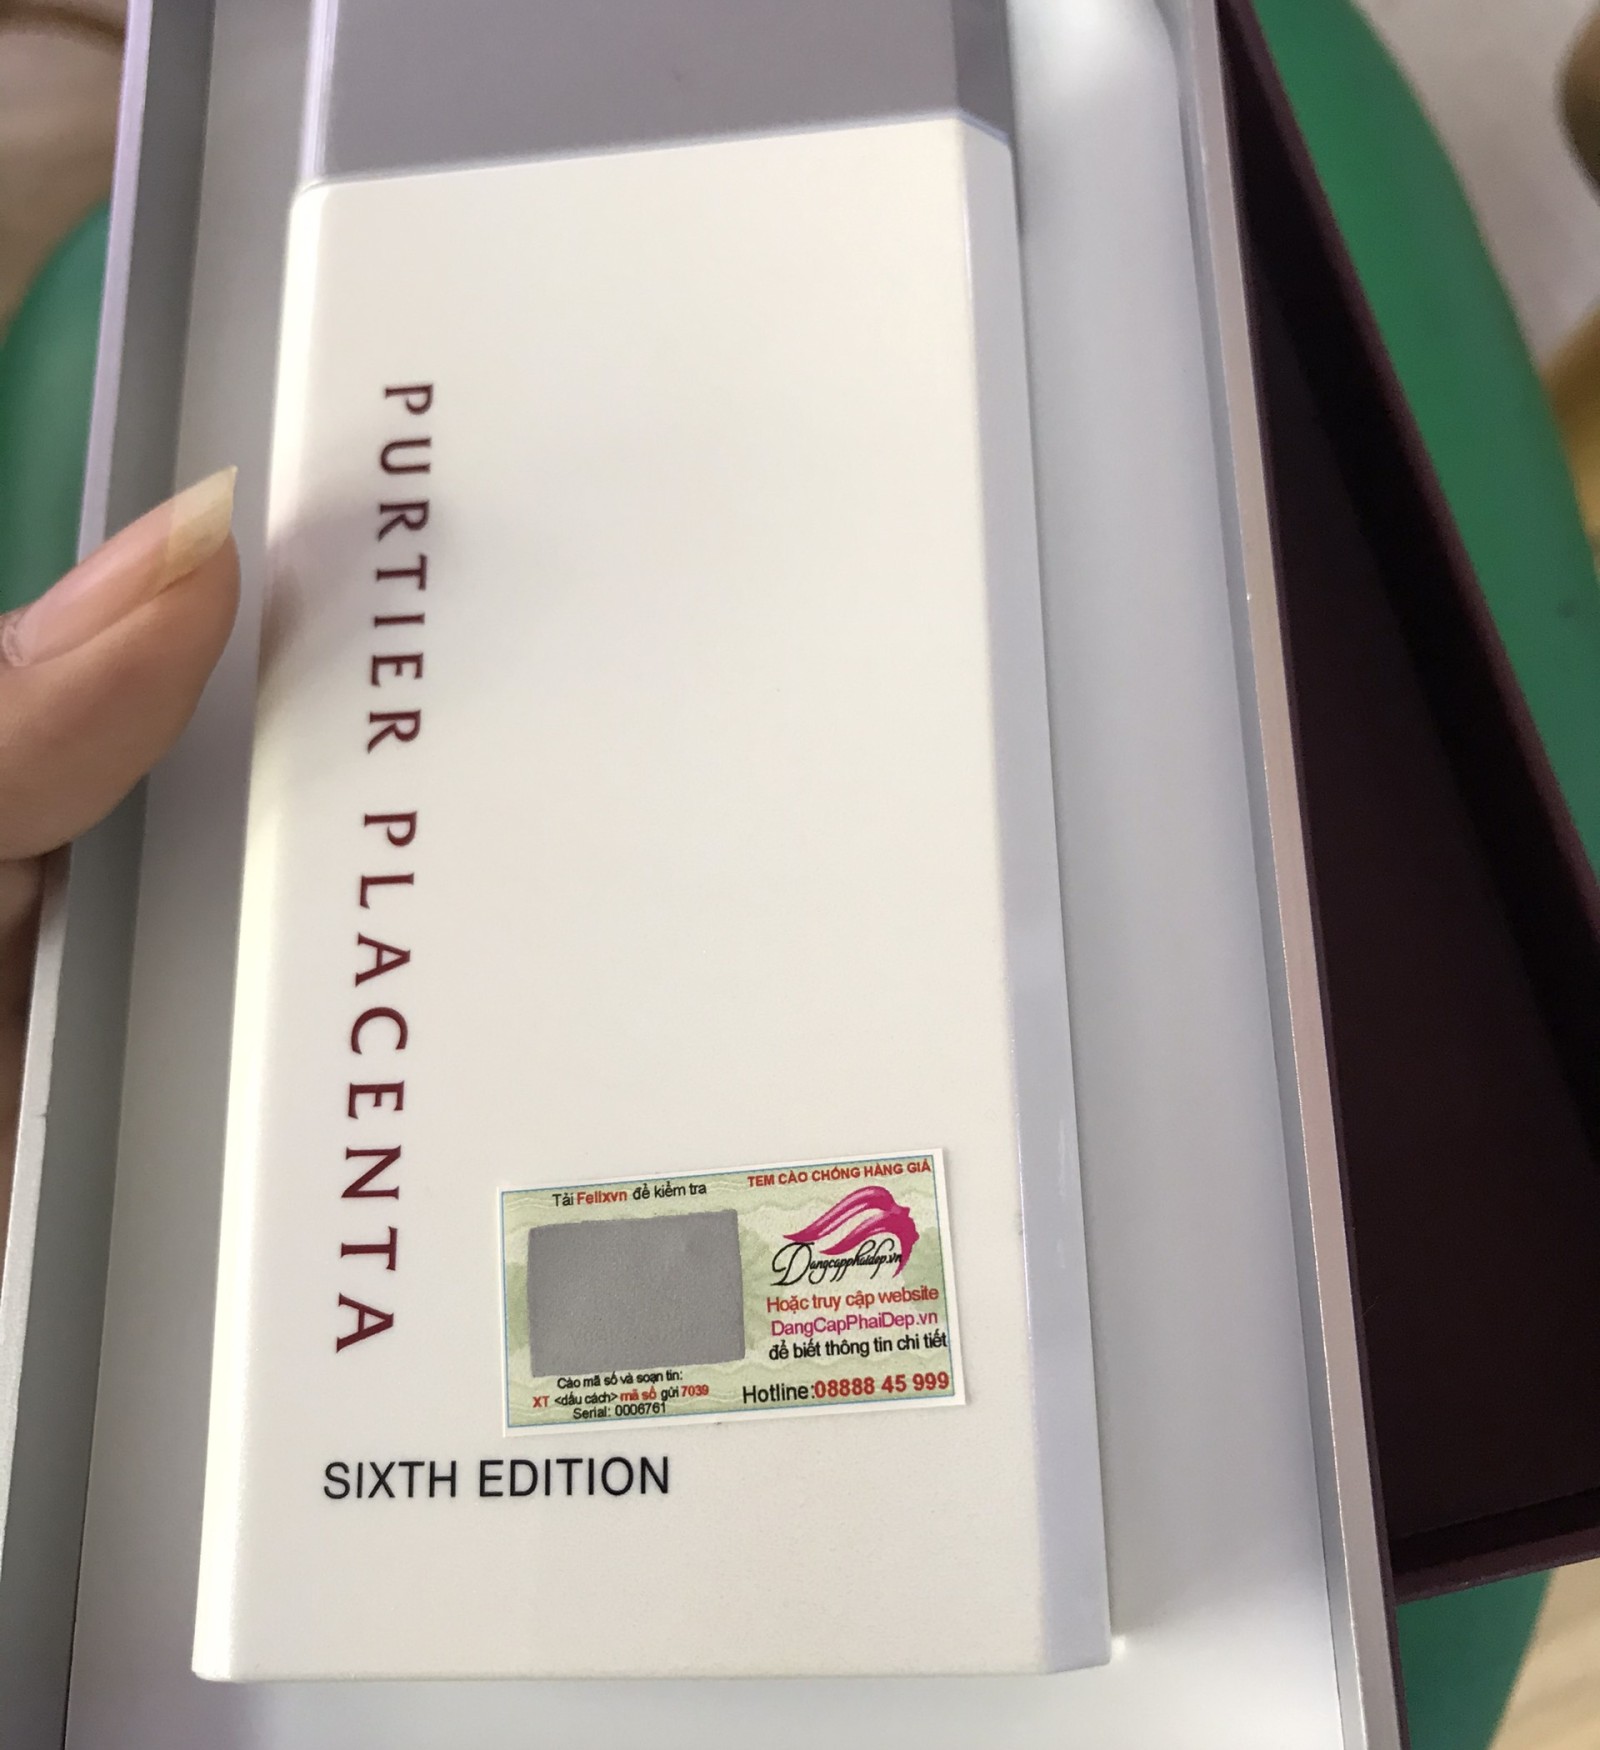 PURTIER PLACENTA
Tải Felixvn để kiểm tra
TEM CÀO CHỐNG HÀNG GIẢ
Dangcapphaidep.vn
Hoặc truy cập website
DangCapPhaiDep.vn
để biết thông tin chi tiết
Cào mã số và soạn tin:
XT <dấu cách> mã số gửi 7039
Serial: 0006761
Hotline:08888 45 999
SIXTH EDITION